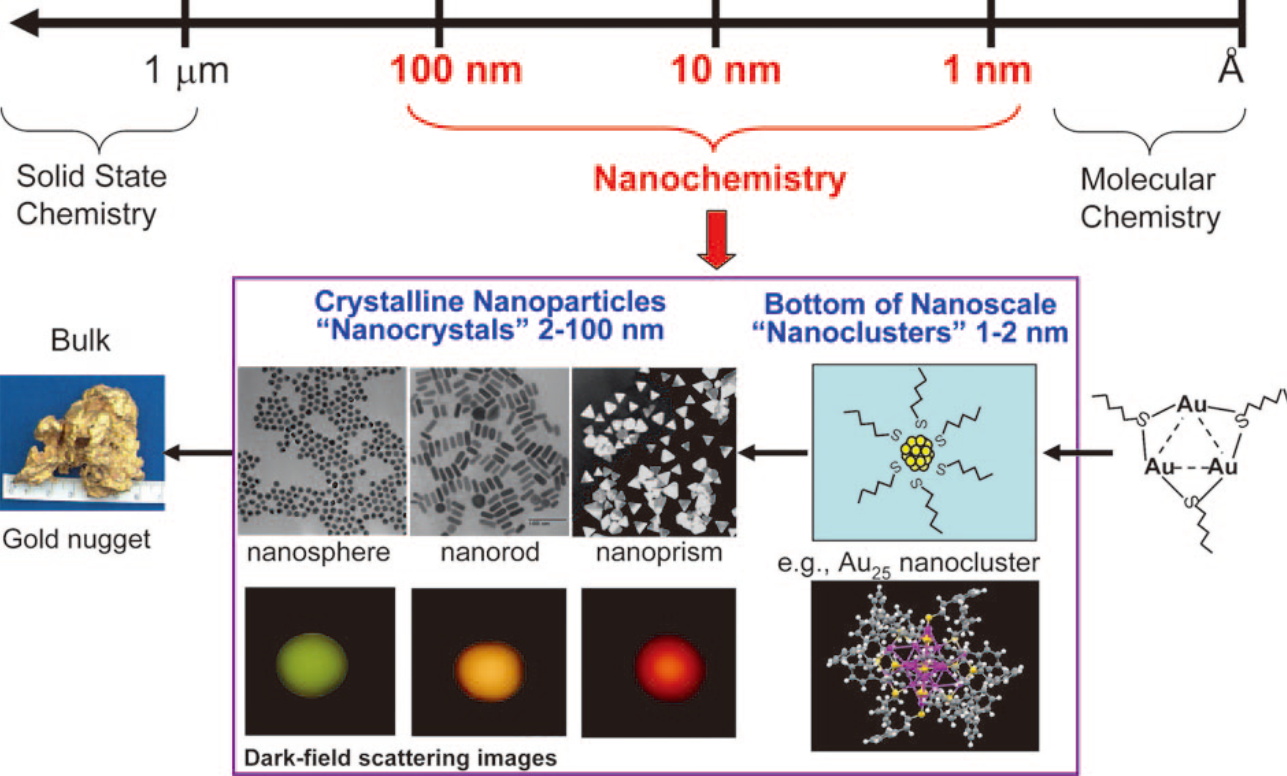 1 μm
100 nm
10 nm
1 nm
Å
Solid State
Chemistry
Nanochemistry
Molecular
Chemistry
Bulk
Gold nugget
Crystalline Nanoparticles
“Nanocrystals” 2-100 nm
Bottom of Nanoscale
“Nanoclusters” 1-2 nm
nanosphere
nanorod
nanoprism
S
S
S
S
S
S
e.g., Au25 nanocluster
Au
S
S
Au
Au
S
Dark-field scattering images